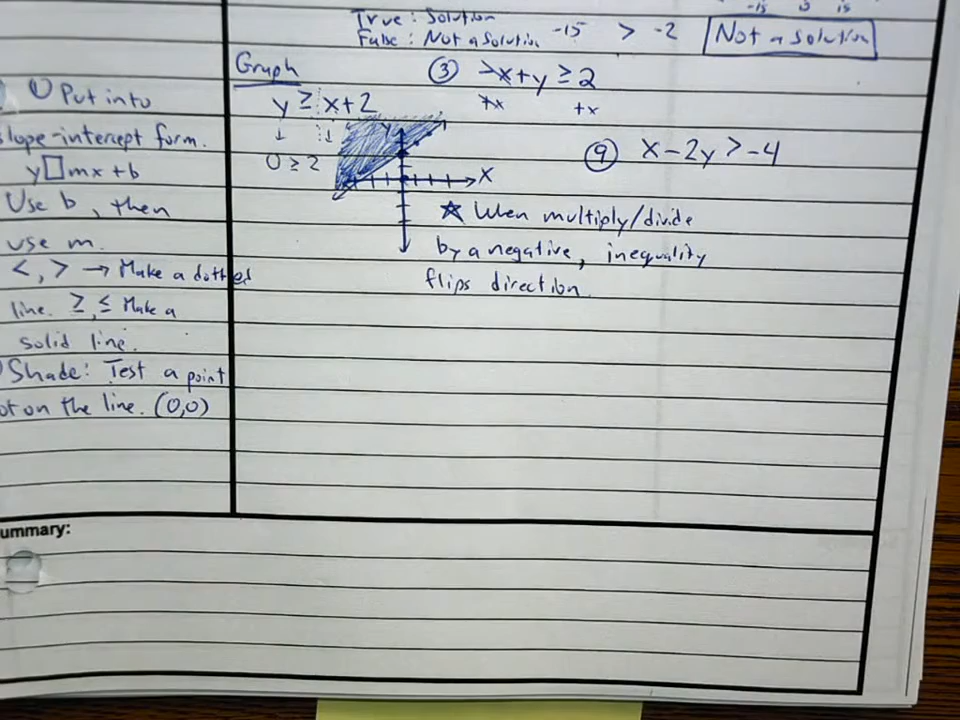 True: Solution
False: Not a solution -15 > -2 Not a solution
Graph
③ -x+y ≥ 2
+x +x
y ≥ x+2
↓ ↓
0 ≥ 2
y
x
⑨ x-2y > -4
☆ When multiply/divide
by a negative, inequality
flips direction.
① Put into
slope-intercept form.
y□mx+b
Use b, then
use m.
<, > → Make a dotted
line. ≥, ≤ Make a
solid line.
Shade: Test a point
ot on the line. (0,0)
ummary: